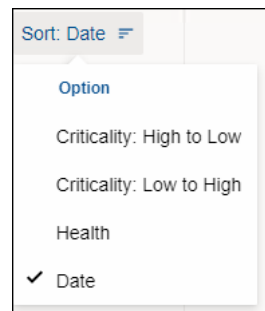 Sort: Date
Option
Criticality: High to Low
Criticality: Low to High
Health
Date